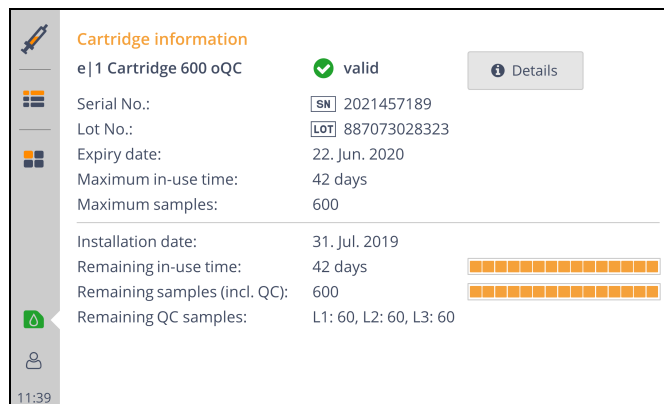 Cartridge information
e|1 Cartridge 600 oQC valid Details
Serial No.: SN 2021457189
Lot No.: LOT 887073028323
Expiry date: 22. Jun. 2020
Maximum in-use time: 42 days
Maximum samples: 600
Installation date: 31. Jul. 2019
Remaining in-use time: 42 days
Remaining samples (incl. QC): 600
Remaining QC samples: L1: 60, L2: 60, L3: 60
11:39